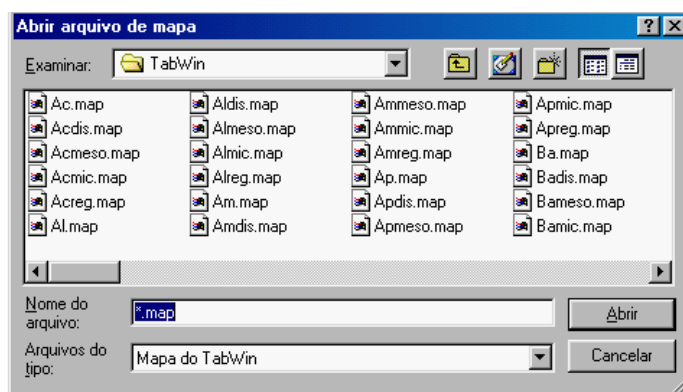 Abrir arquivo de mapa
Examinar: TabWin
Ac.map Aldis.map Ammeso.map Apmic.map
Acdis.map Almeso.map Ammic.map Apreg.map
Acmeso.map Almic.map Amreg.map Ba.map
Acmic.map Alreg.map Ap.map Badis.map
Acreg.map Am.map Apdis.map Bameso.map
Al.map Amdis.map Apmeso.map Bamic.map
Nome do
arquivo: *.map Abrir
Arquivos do
tipo: Mapa do TabWin Cancelar